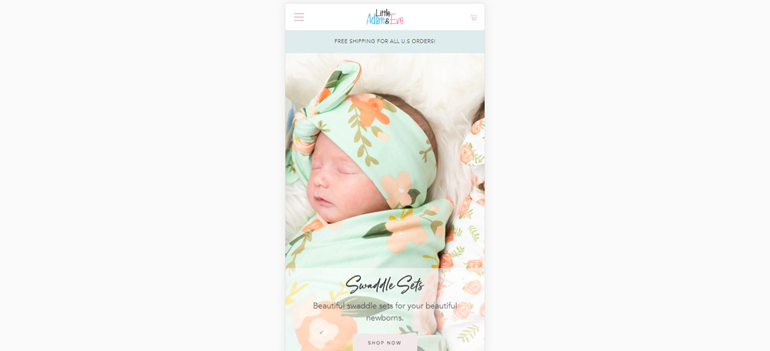 Little
Adam & Eve
FREE SHIPPING FOR ALL U.S ORDERS!
Swaddle Sets
Beautiful swaddle sets for your beautiful
newborns.
SHOP NOW